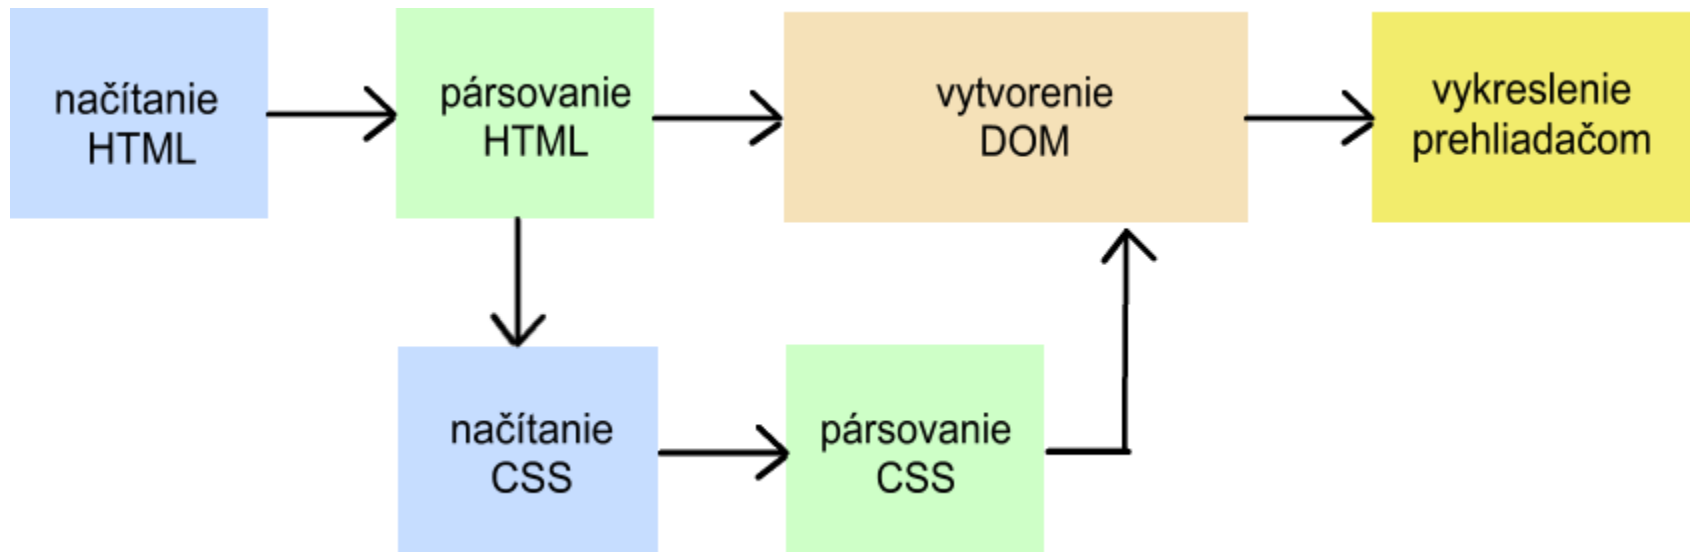 načítanie
HTML
pársovanie
HTML
vytvorenie
DOM
vykreslenie
prehliadačom
načítanie
CSS
pársovanie
CSS